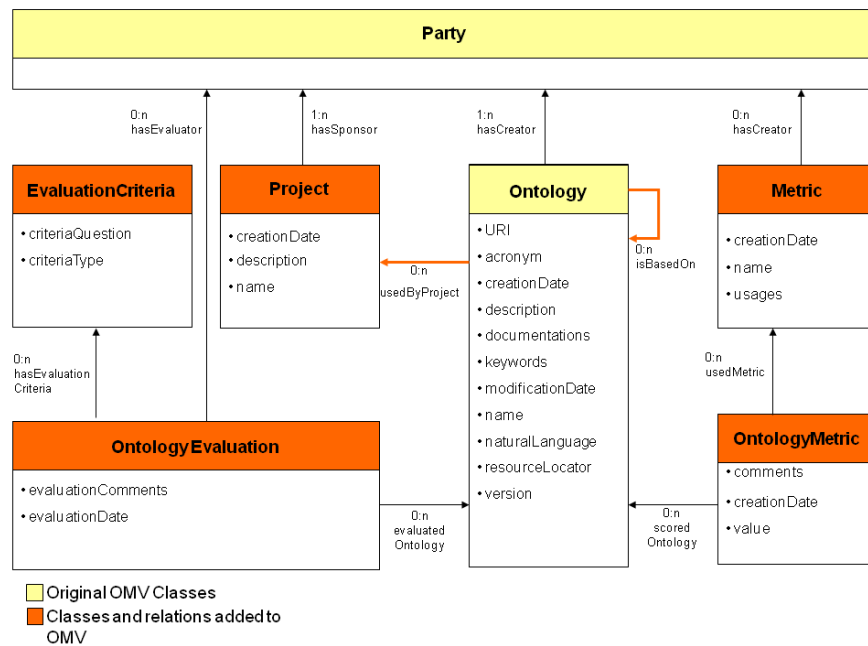 Party
0:n
hasEvaluator
1:n
hasSponsor
1:n
hasCreator
0:n
hasCreator
EvaluationCriteria
• criteriaQuestion
• criteriaType
Project
• creationDate
• description
• name
Ontology
• URI
• acronym
• creationDate
• description
• documentations
• keywords
• modificationDate
• name
• naturalLanguage
• resourceLocator
• version
Metric
• creationDate
• name
• usages
0:n
usedByProject
0:n
isBasedOn
0:n
hasEvaluation
Criteria
0:n
usedMetric
OntologyEvaluation
• evaluationComments
• evaluationDate
0:n
evaluated
Ontology
0:n
scored
Ontology
OntologyMetric
• comments
• creationDate
• value
Original OMV Classes
Classes and relations added to
OMV